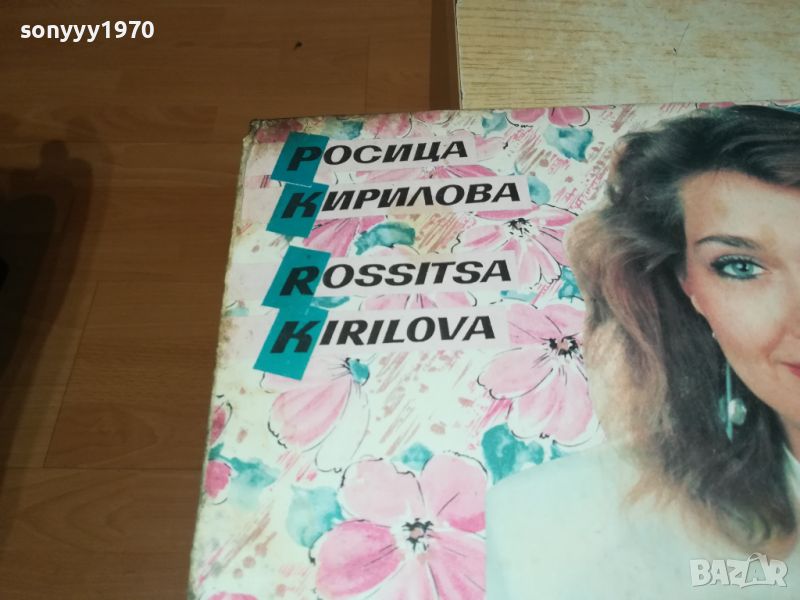 sonyyy1970
РОСИЦА
КИРИЛОВА
ROSSITSA
KIRILOVA
BAZAR